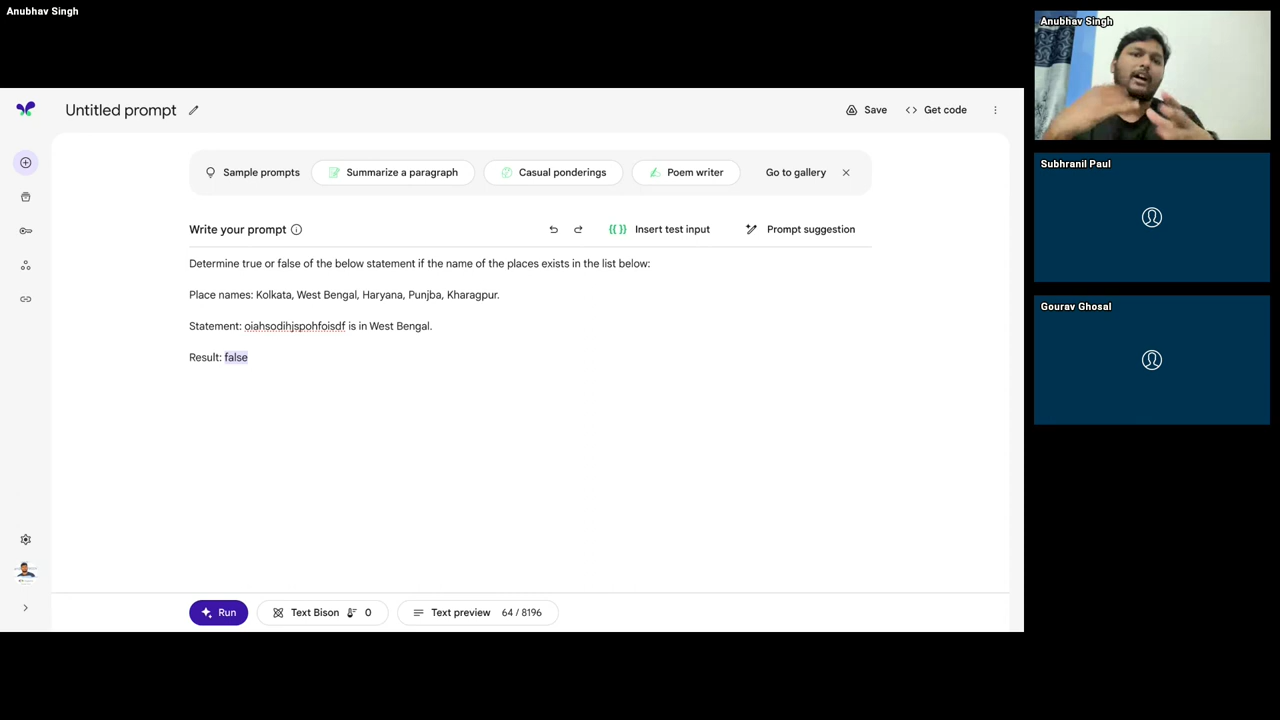 Anubhav Singh
Anubhav Singh
Untitled prompt
Save
Get code
Subhranil Paul
Sample prompts
Summarize a paragraph
Casual ponderings
Poem writer
Go to gallery
Write your prompt
{{ }} Insert test input
Prompt suggestion
Determine true or false of the below statement if the name of the places exists in the list below:
Place names: Kolkata, West Bengal, Haryana, Punjba, Kharagpur.
Gourav Ghosal
Statement: oiahsodihjspohfoisdf is in West Bengal.
Result: false
Run
Text Bison 0
Text preview 64 / 8196